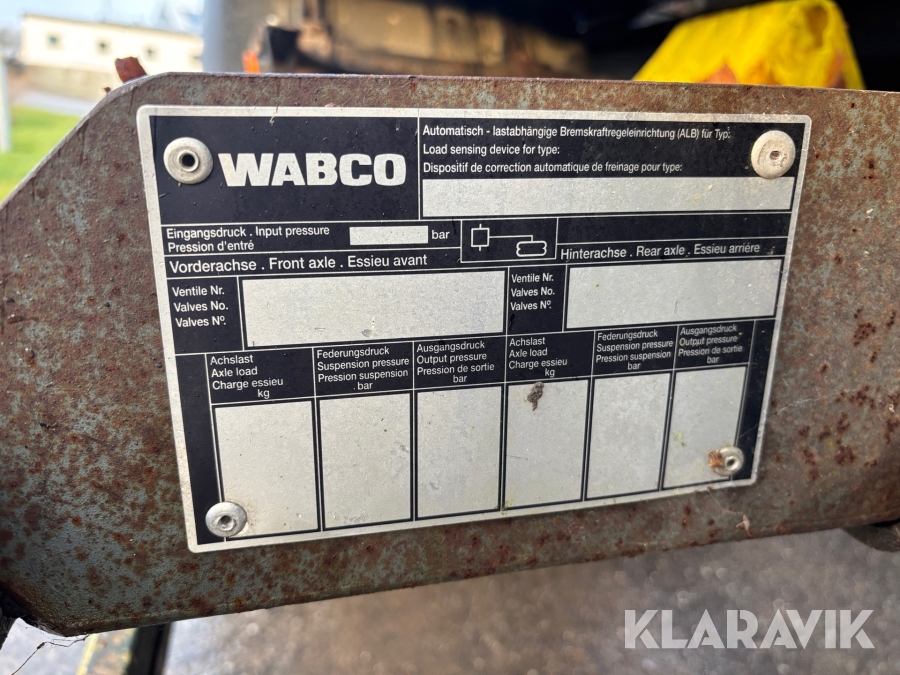 WABCO
Automatisch - lastabhängige Bremskraftregeleinrichtung (ALB) für Typ:
Load sensing device for type:
Dispositif de correction automatique de freinage pour type:
Eingangsdruck . Input pressure
Pression d'entré
bar
Vorderachse . Front axle . Essieu avant
Hinterachse . Rear axle . Essieu arriére
Ventile Nr.
Valves No.
Valves Nº.
Ventile Nr.
Valves No.
Valves Nº.
Achslast
Axle load
Charge essieu
kg
Federungsdruck
Suspension pressure
Pression suspension
bar
Ausgangsdruck
Output pressure
Pression de sortie
bar
Achslast
Axle load
Charge essieu
kg
Federungsdruck
Suspension pressure
Pression suspension
bar
Ausgangsdruck
Output pressure
Pression de sortie
bar
KLARAVIK